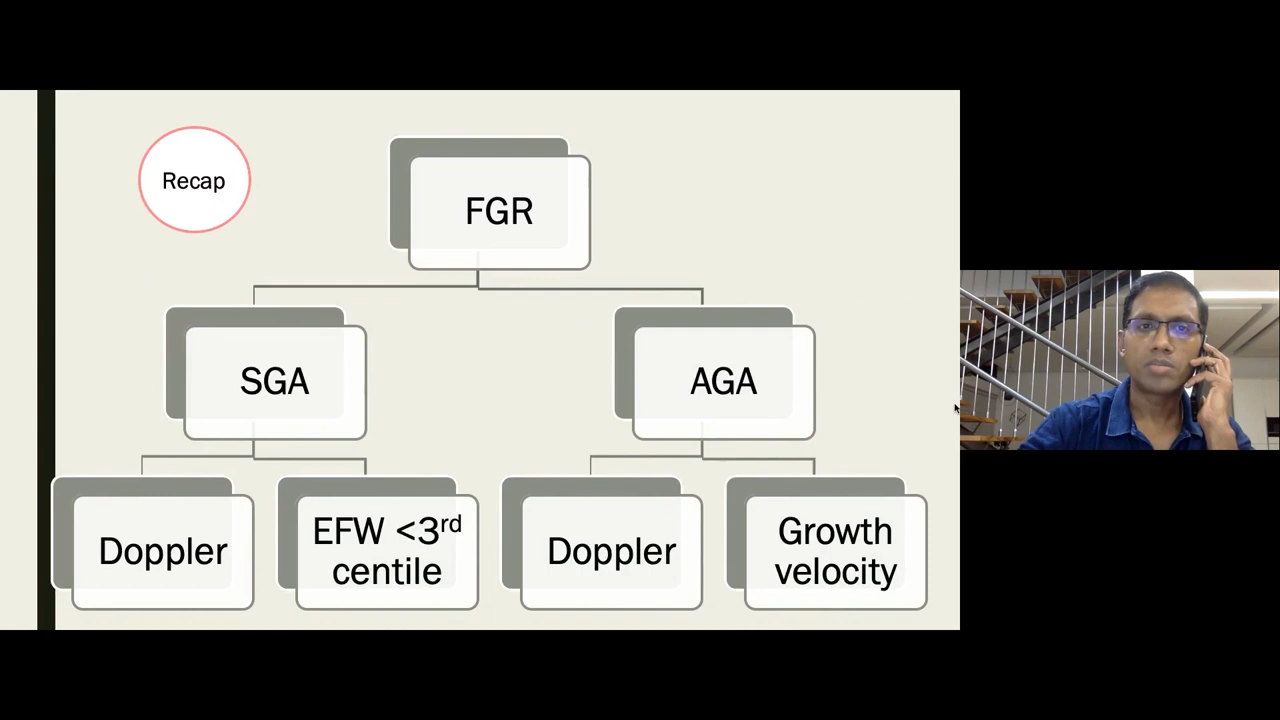 Recap
FGR
SGA
AGA
Doppler
EFW <3rd
centile
Doppler
Growth
velocity